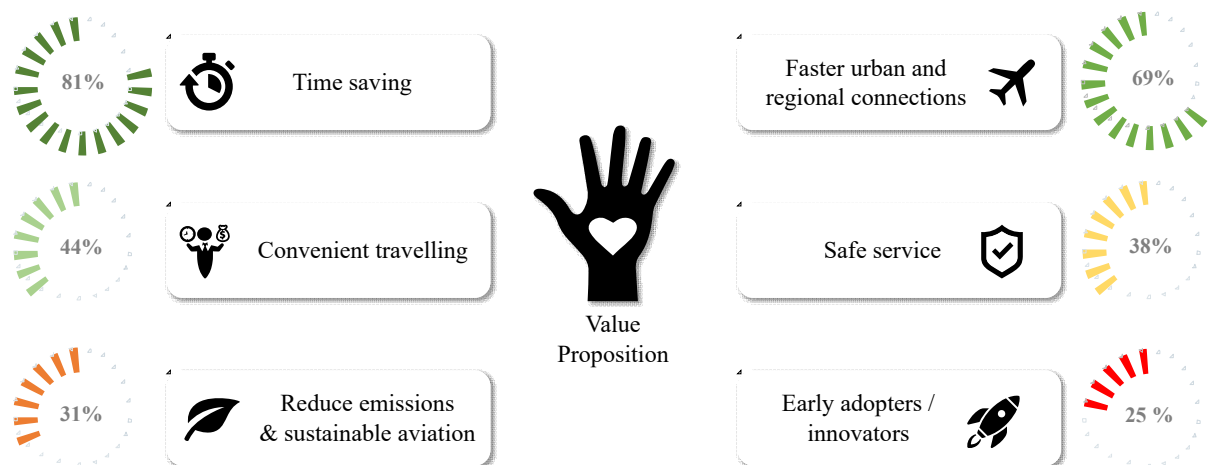 81%
Time saving
Faster urban and
regional connections
69%
44%
Convenient travelling
Safe service
38%
Value
Proposition
31%
Reduce emissions
& sustainable aviation
Early adopters /
innovators
25 %